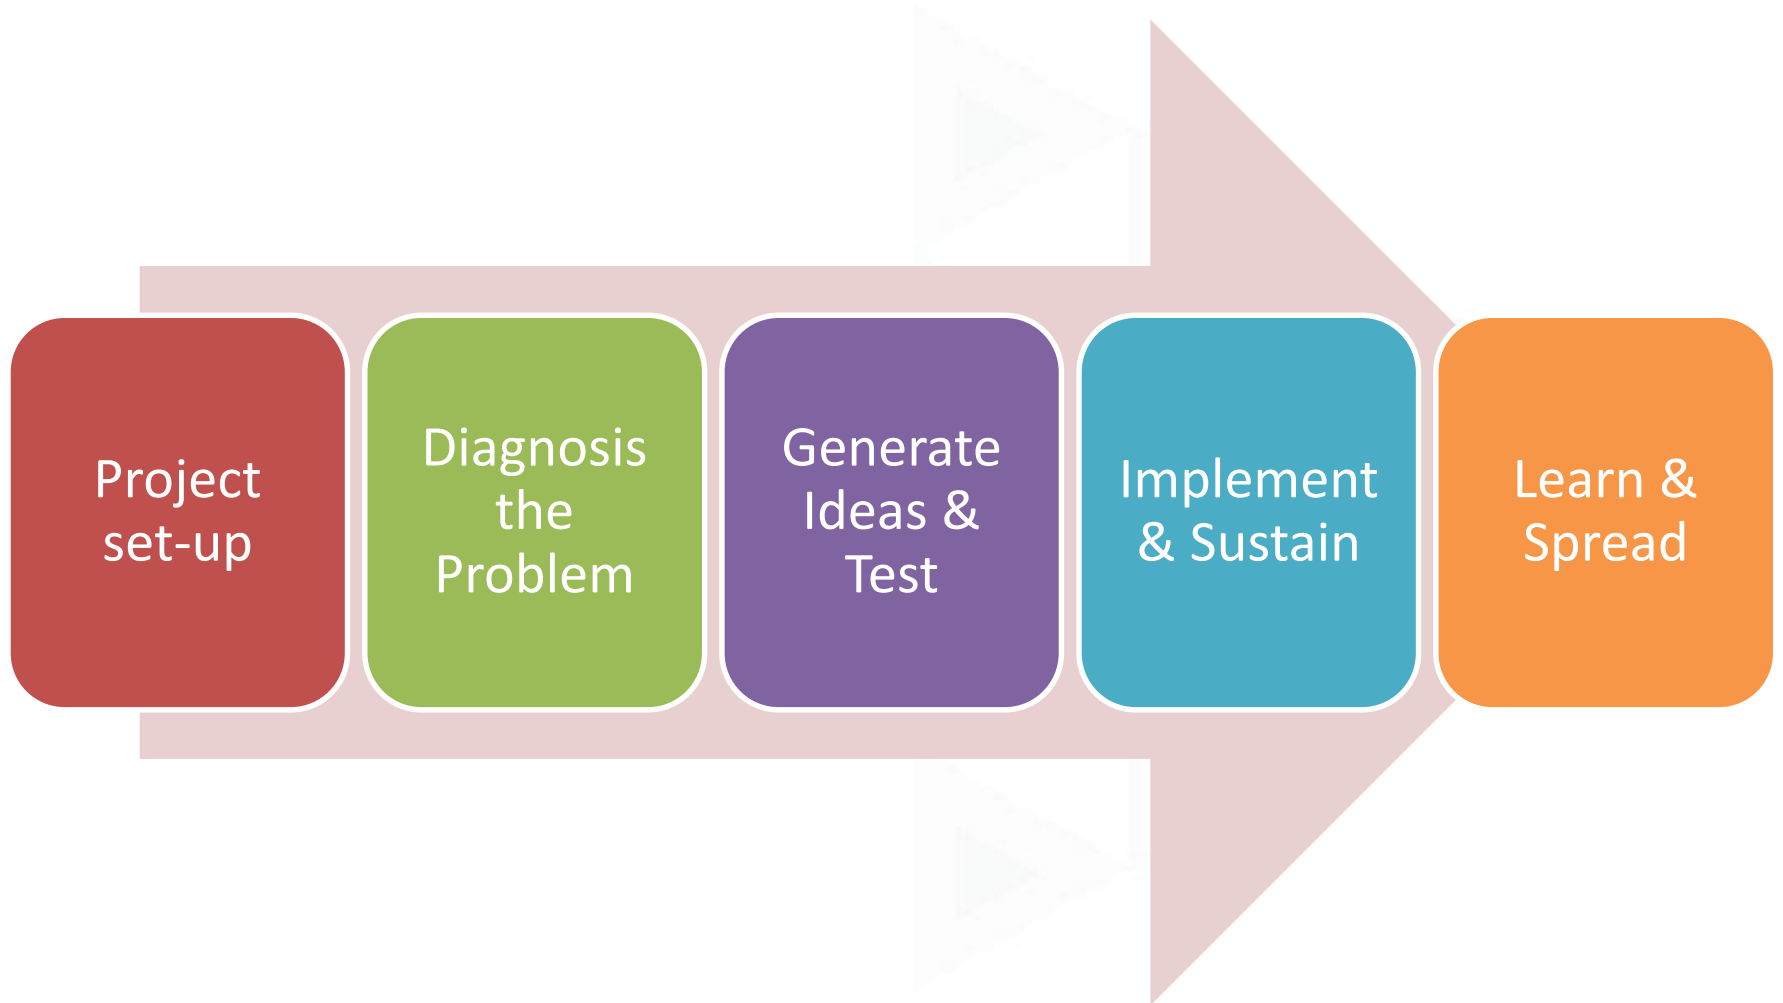 Project
set-up
Diagnosis
the
Problem
Generate
Ideas &
Test
Implement
& Sustain
Learn &
Spread